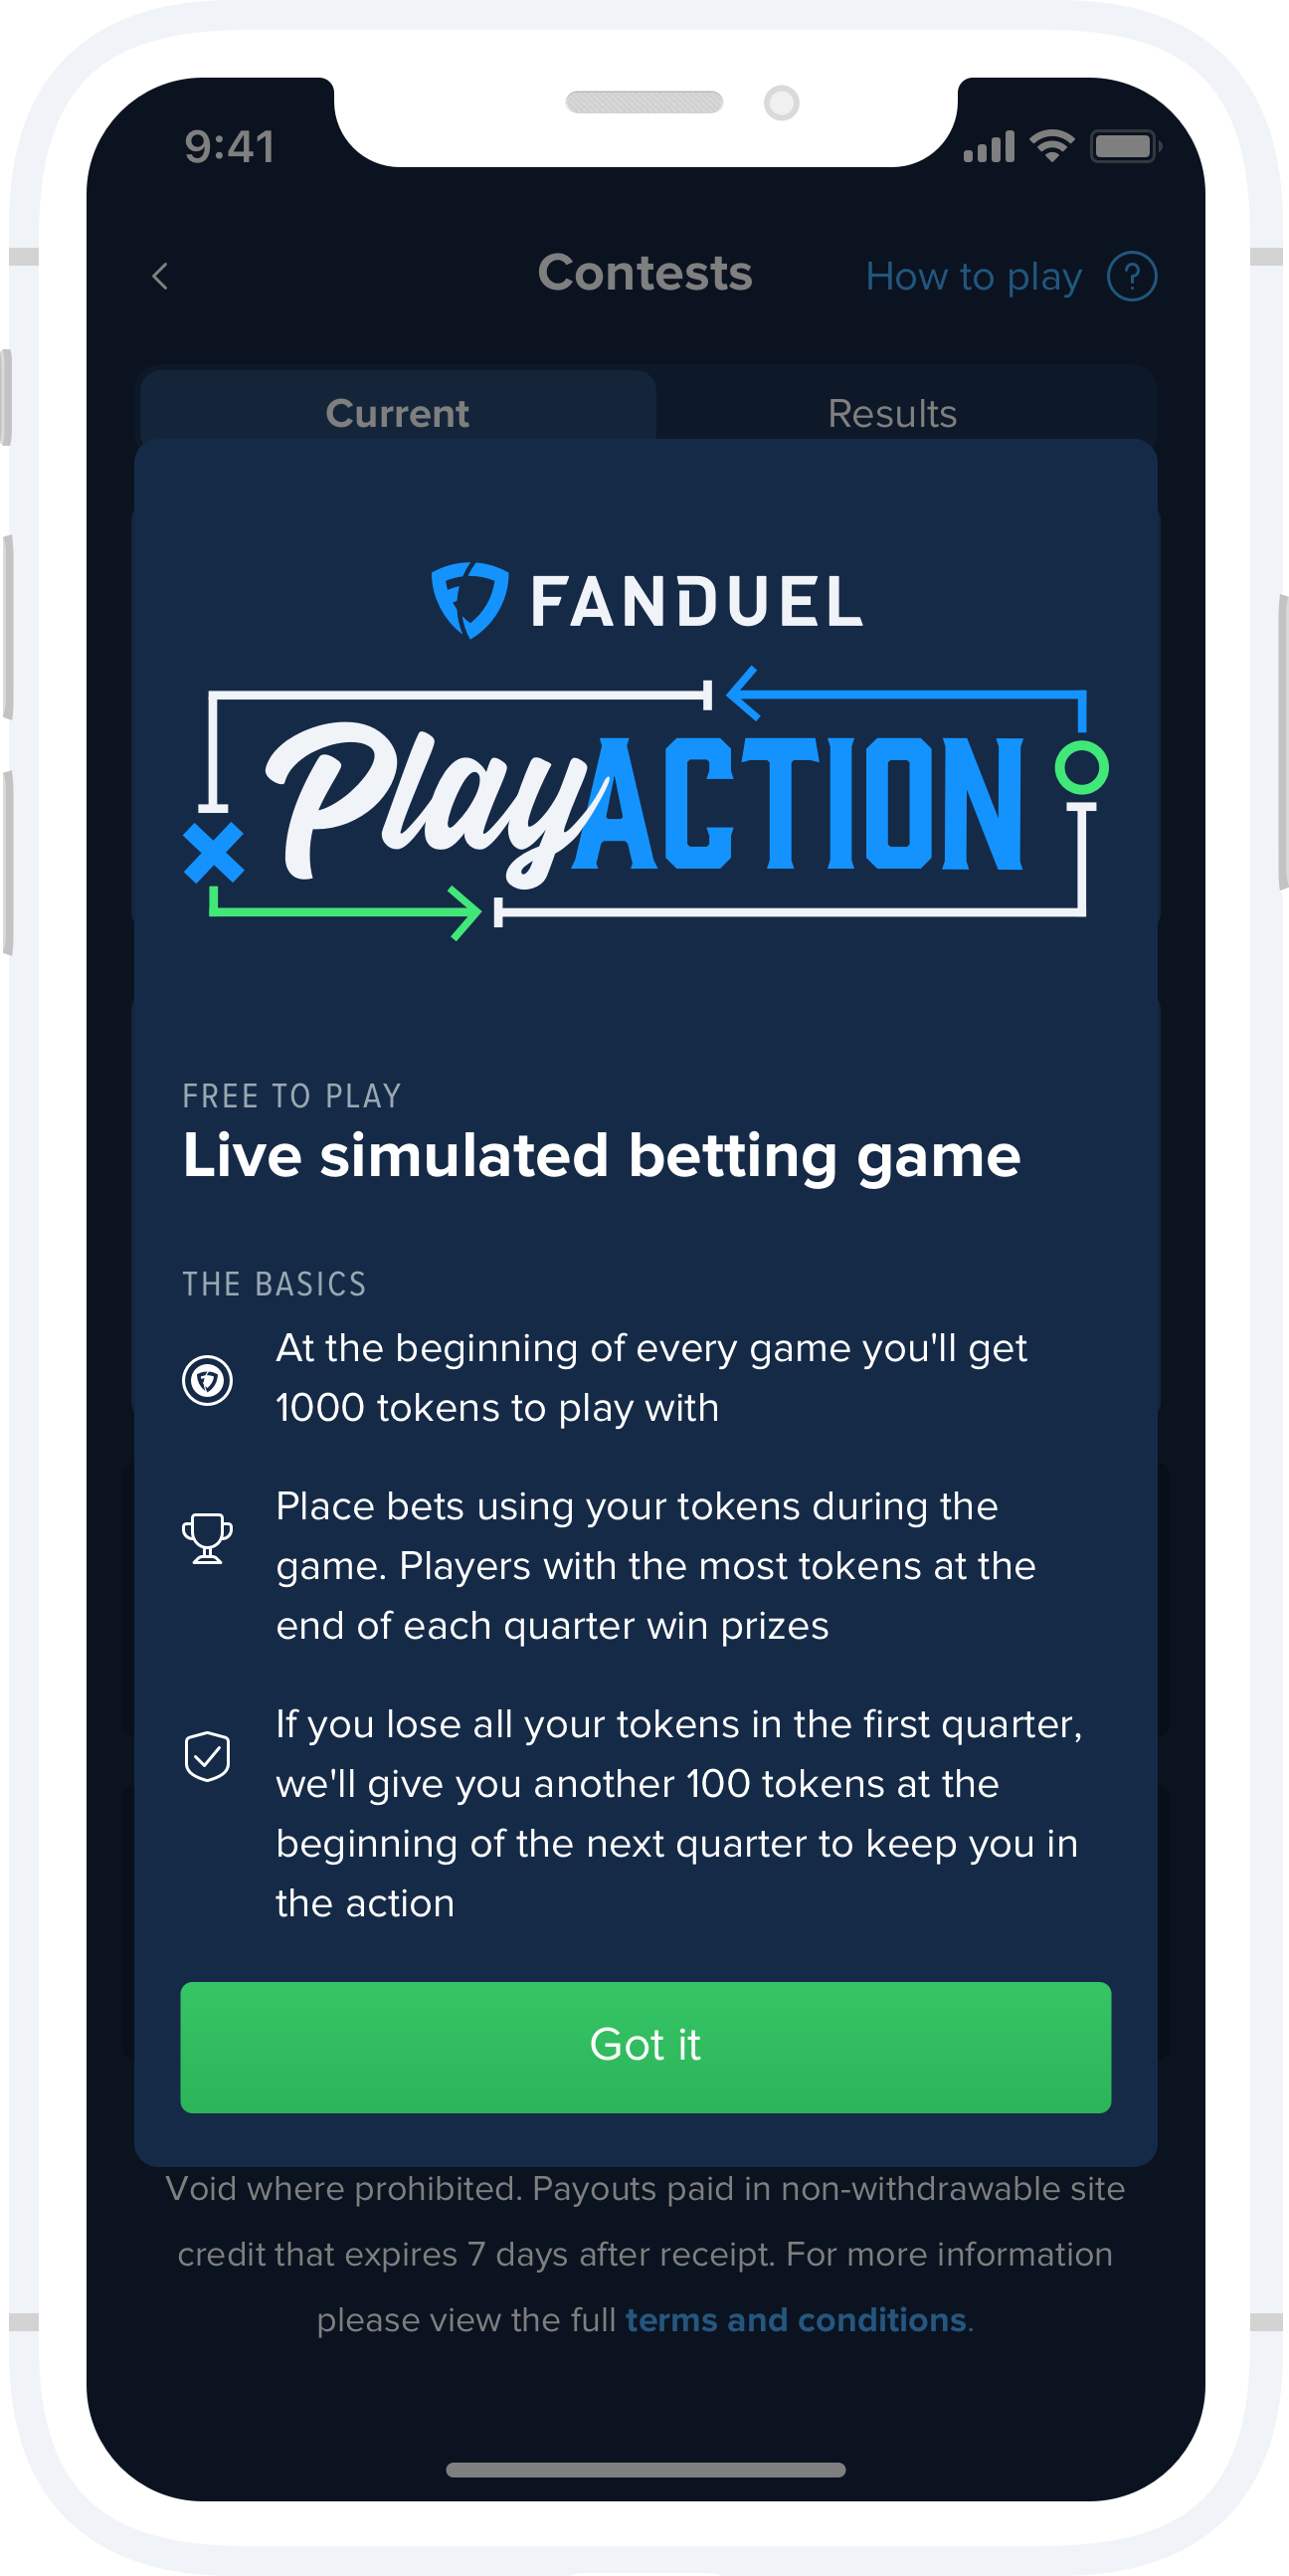 9:41
Contests
How to play ?
Current
Results
FANDUEL
PlayACTION
FREE TO PLAY
Live simulated betting game
THE BASICS
At the beginning of every game you'll get
1000 tokens to play with
Place bets using your tokens during the
game. Players with the most tokens at the
end of each quarter win prizes
If you lose all your tokens in the first quarter,
we'll give you another 100 tokens at the
beginning of the next quarter to keep you in
the action
Got it
Void where prohibited. Payouts paid in non-withdrawable site
credit that expires 7 days after receipt. For more information
please view the full terms and conditions.